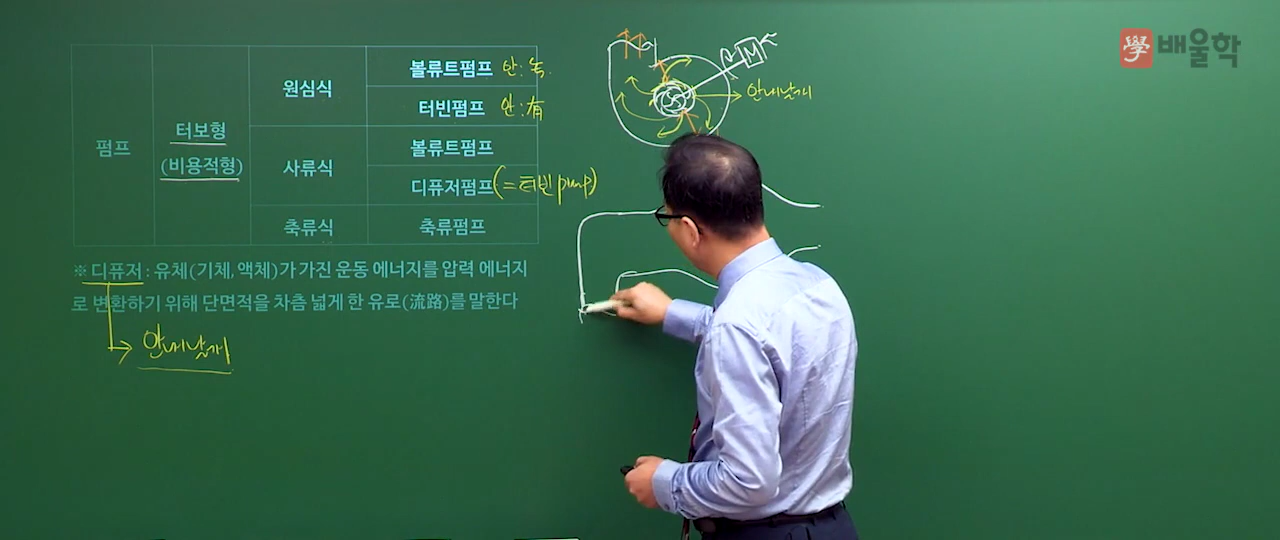 學 배울학
펌프
터보형
(비용적형)
원심식
볼류트펌프 안:
터빈펌프 안:有
사류식
볼류트펌프
디퓨저펌프 (=터빈 pump)
축류식
축류펌프
M
안내날개
※ 디퓨저 : 유체(기체, 액체)가 가진 운동 에너지를 압력 에너지
로 변환하기 위해 단면적을 차츰 넓게 한 유로(流路)를 말한다
안내날개